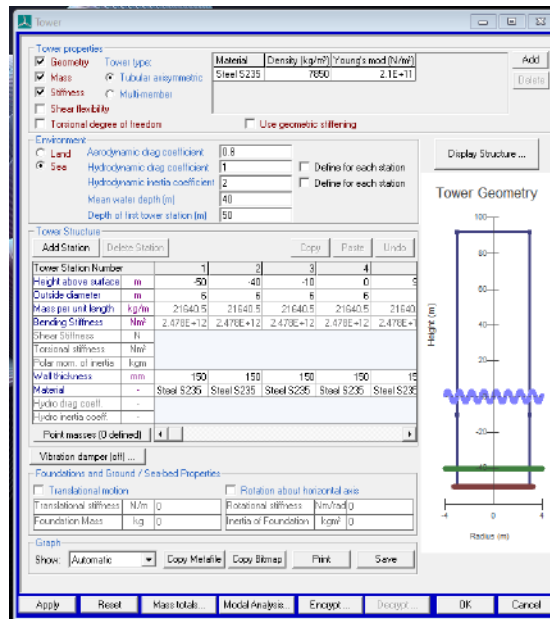 Tower
Tower properties
Geometry Tower type:
Mass Tubular axisymmetric
Stiffness Multi-member
Shear flexibility
Torsional degree of freedom Use geometric stiffening
Material Density (kg/m³) Young's mod (N/m²)
Steel S235 7850 2.1E+11
Add
Delete
Environment
Land Aerodynamic drag coefficient 0.8
Sea Hydrodynamic drag coefficient 1 Define for each station
Hydrodynamic inertia coefficient 2 Define for each station
Mean water depth (m) 40
Depth of first tower station (m) 50
Display Structure ...
Tower Structure
Add Station Delete Station Copy Paste Undo
Tower Station Number 1 2 3 4
Height above surface m -50 -40 -10 0 9
Outside diameter m 6 6 6 6
Mass per unit length kg/m 21640.5 21640.5 21640.5 21640.5 21640.
Bending Stiffness Nm² 2.478E+12 2.478E+12 2.478E+12 2.478E+12 2.478E+1
Shear Stiffness N
Torsional stiffness Nm²
Polar mom. of inertia kgm
Wall thickness mm 150 150 150 150 15
Material - Steel S235 Steel S235 Steel S235 Steel S235 Steel S23
Hydro drag coeff. -
Hydro inertia coeff. -
Point masses (0 defined)
Vibration damper (off) ...
Foundations and Ground / Sea-bed Properties
Translational motion Rotation about horizontal axis
Translational stiffness N/m 0 Rotational stiffness Nm/rad 0
Foundation Mass kg 0 Inertia of Foundation kgm² 0
Graph
Show: Automatic Copy Metafile Copy Bitmap Print Save
Tower Geometry
Height (m)
100
80
60
40
20
0
-20
-4 0 4
Radius (m)
Apply Reset Mass totals... Modal Analysis... Encrypt... Decrypt... OK Cancel